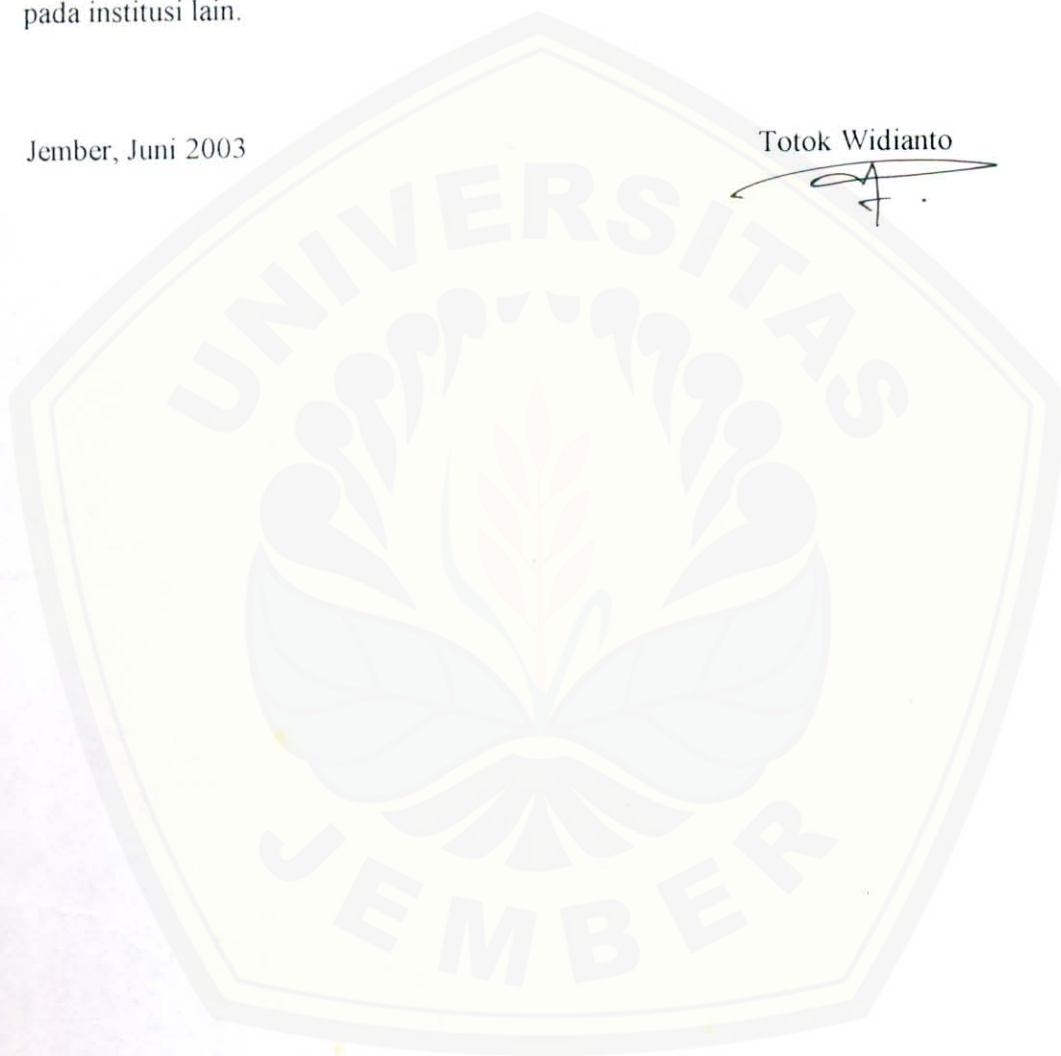 pada institusi lain.
Jember, Juni 2003
Totok Widianto
UNIVERSITAS
JEMBER